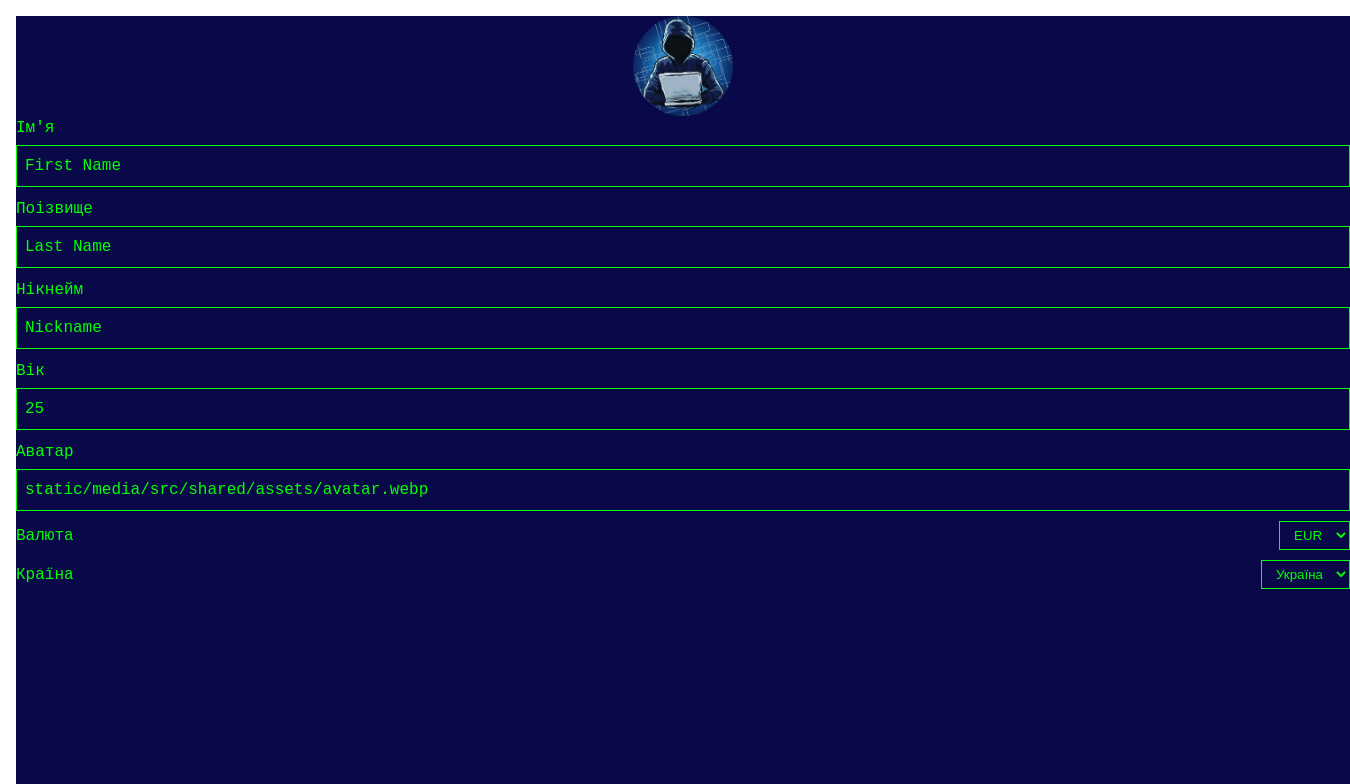 Ім'я
First Name
Поізвище
Last Name
Нікнейм
Nickname
Вік
25
Аватар
static/media/src/shared/assets/avatar.webp
Валюта
EUR
Країна
Україна